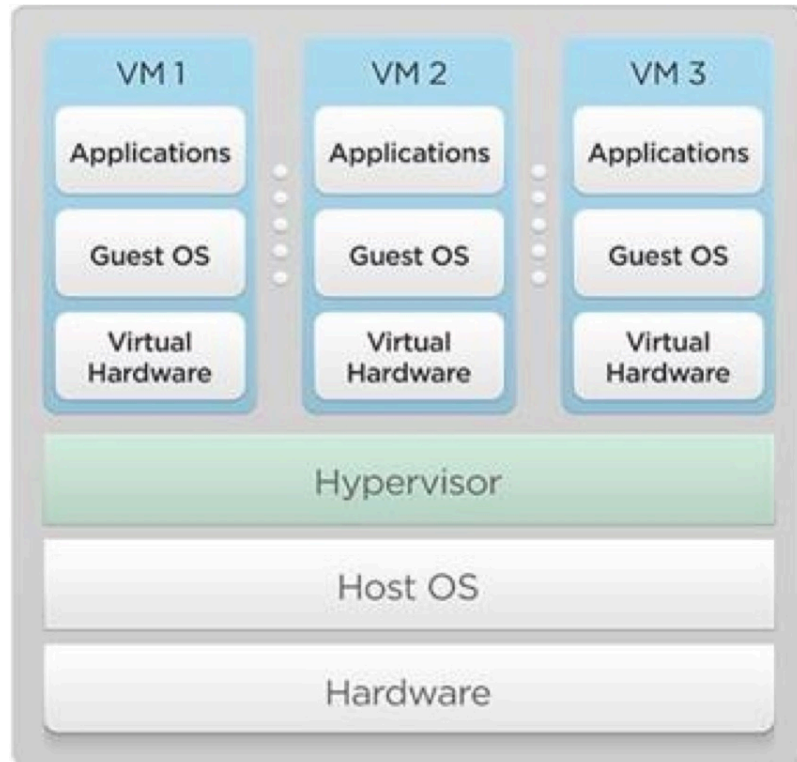 VM 1
Applications
Guest OS
Virtual
Hardware
VM 2
Applications
Guest OS
Virtual
Hardware
VM 3
Applications
Guest OS
Virtual
Hardware
Hypervisor
Host OS
Hardware